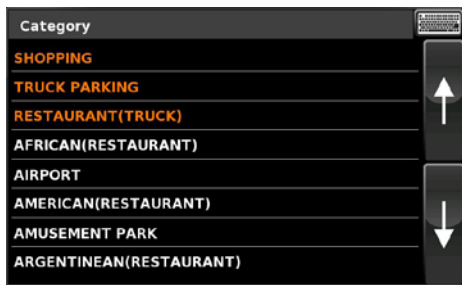 Category
SHOPPING
TRUCK PARKING
RESTAURANT(TRUCK)
AFRICAN(RESTAURANT)
AIRPORT
AMERICAN(RESTAURANT)
AMUSEMENT PARK
ARGENTINEAN(RESTAURANT)